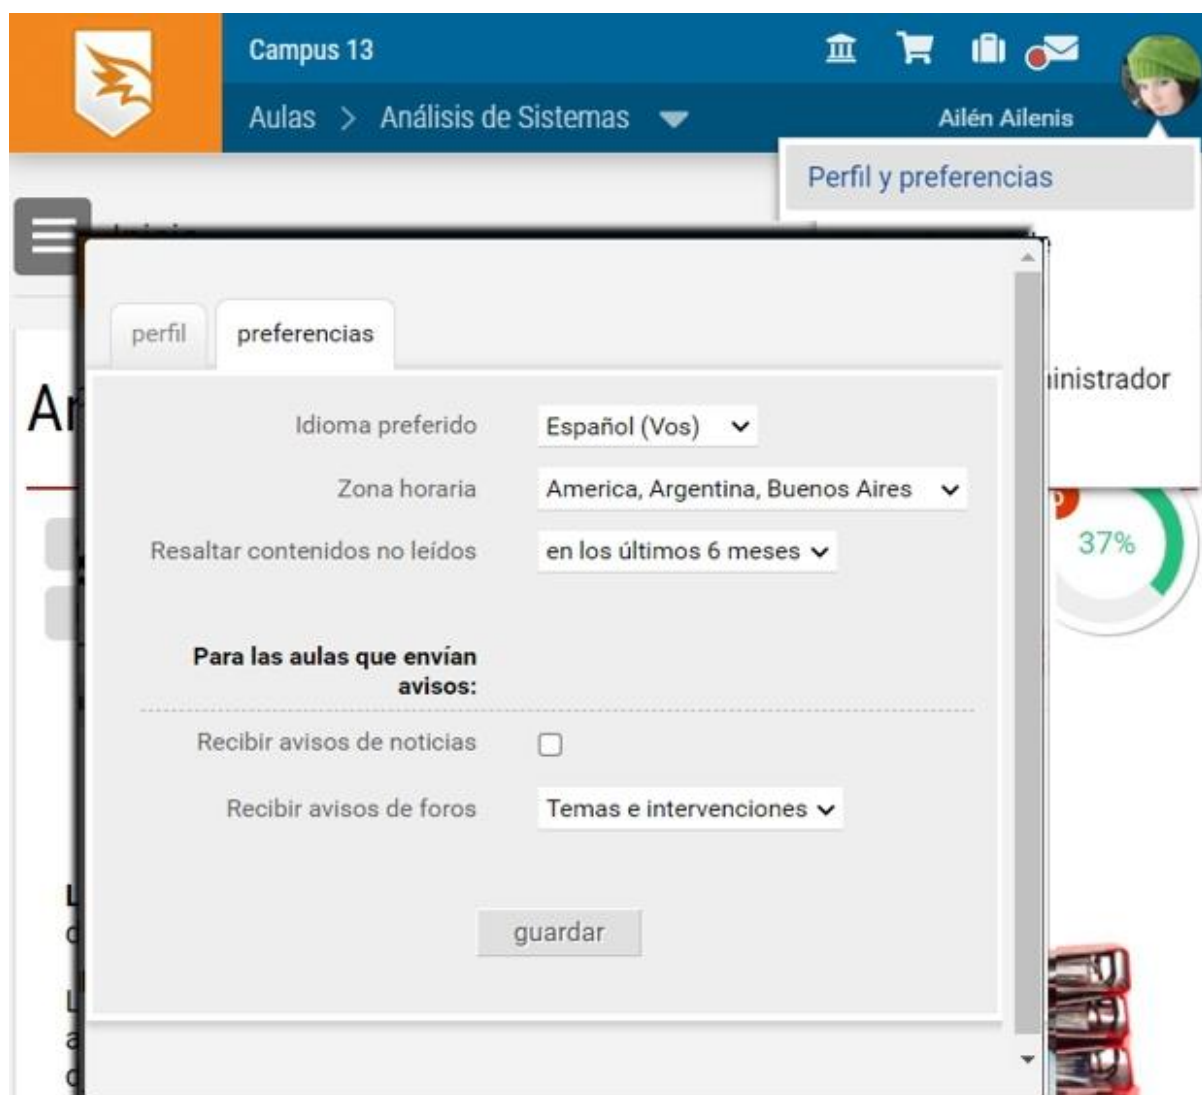 Campus 13
Aulas > Análisis de Sistemas
Ailén Ailenis
Perfil y preferencias
perfil
preferencias
inistrador
Idioma preferido
Español (Vos)
Zona horaria
America, Argentina, Buenos Aires
Resaltar contenidos no leídos
en los últimos 6 meses
37%
Para las aulas que envían
avisos:
Recibir avisos de noticias
Recibir avisos de foros
Temas e intervenciones
guardar